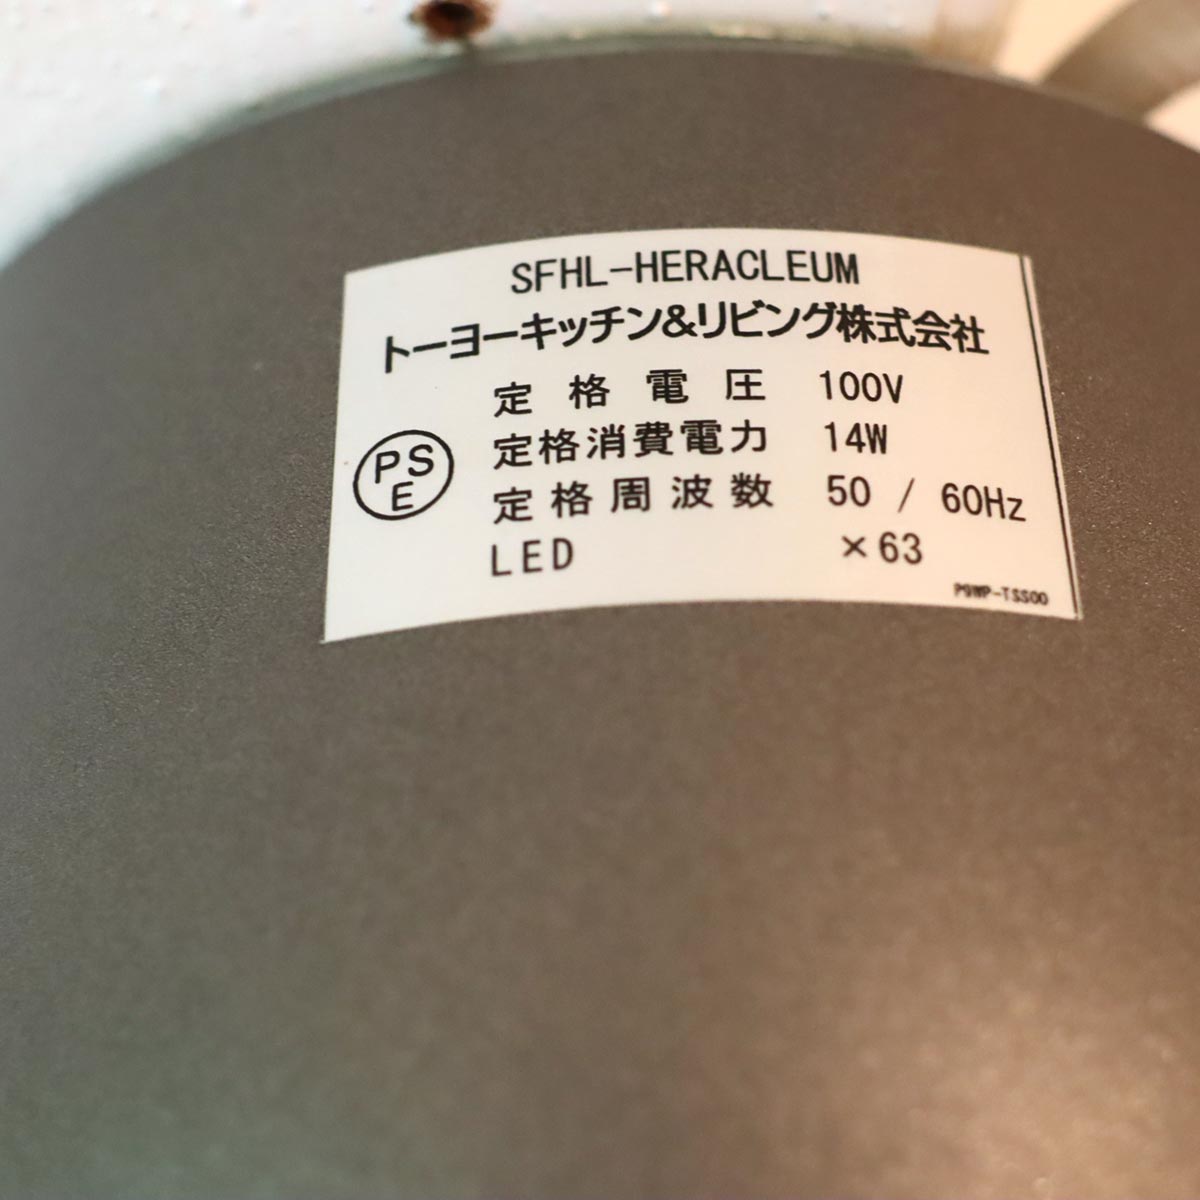 SFHL-HERACLEUM
トーヨーキッチン&リビング株式会社
定格電圧 100V
定格消費電力 14W
定格周波数 50 / 60Hz
LED ×63
PSE
P9WP-TSS00